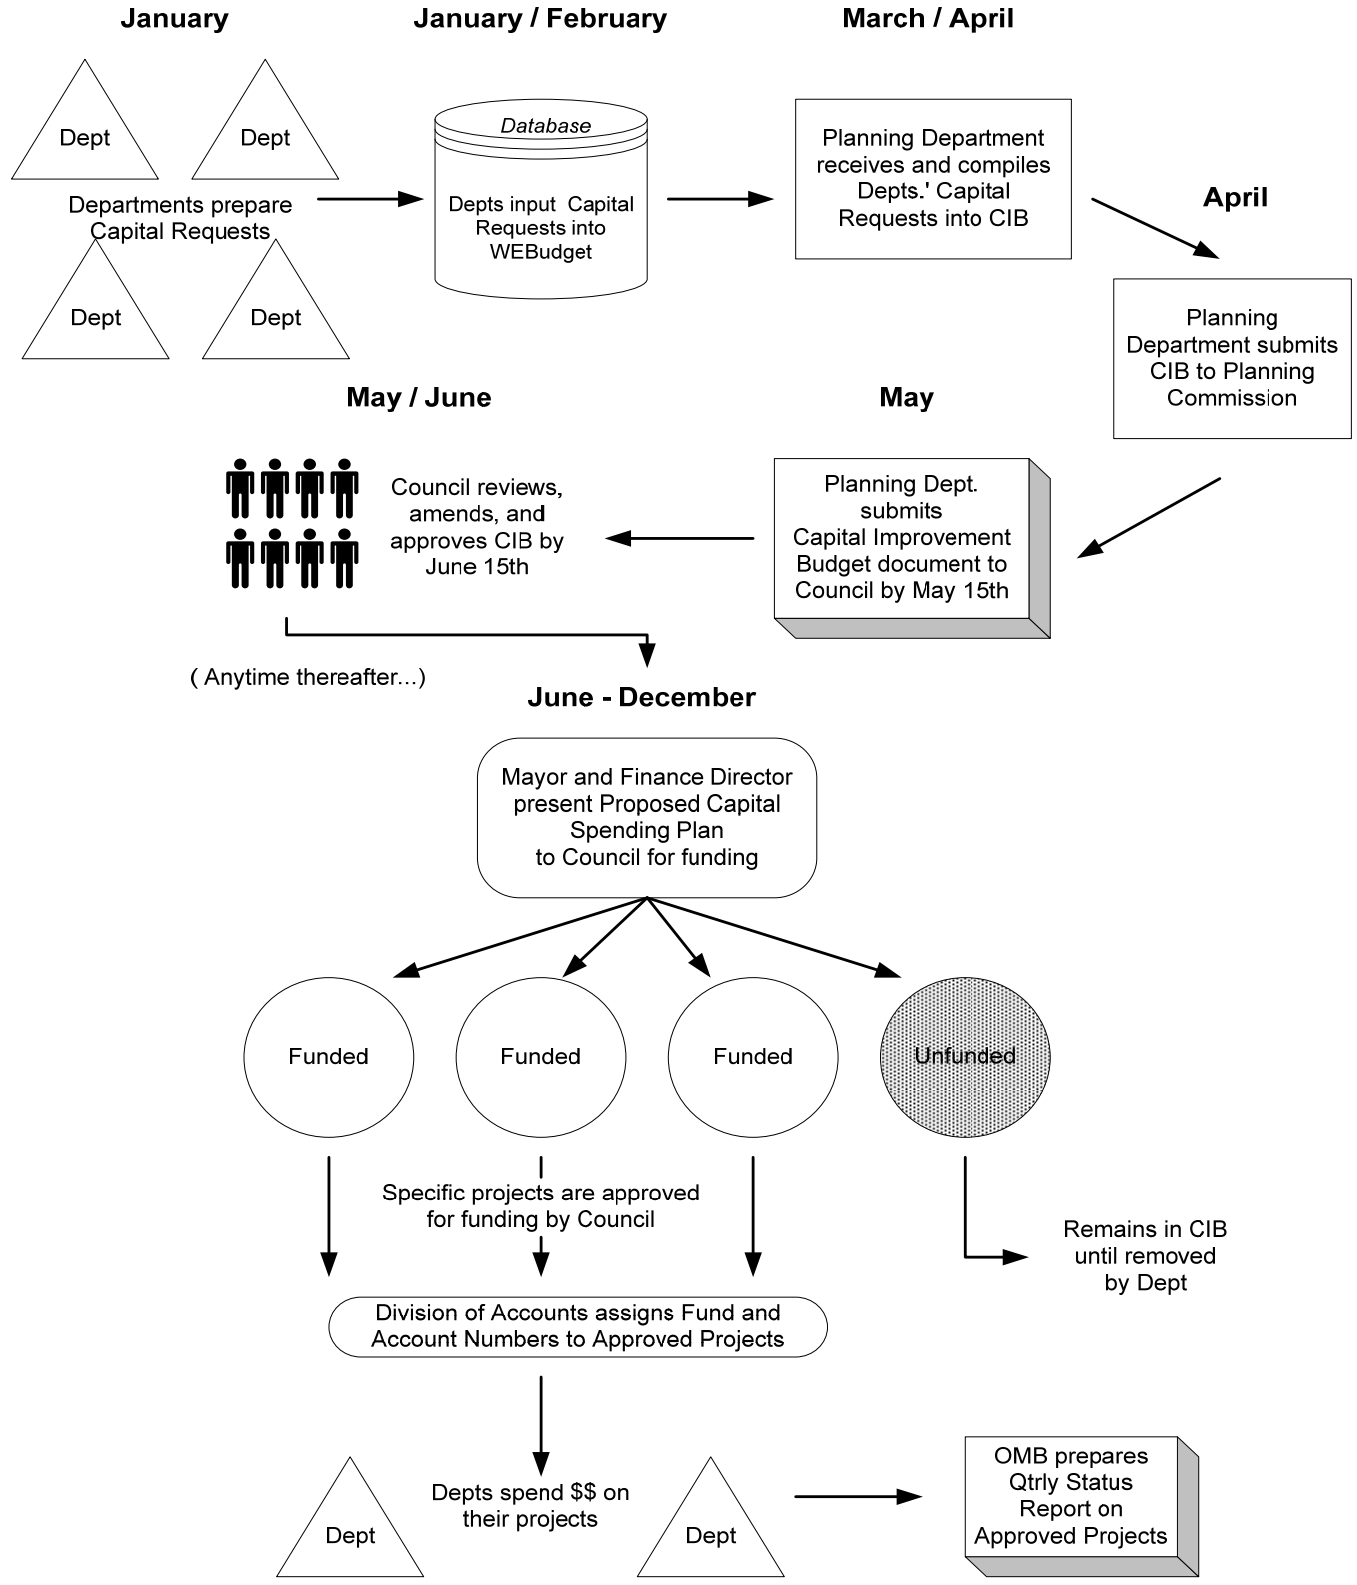 January
January / February
March / April
Dept
Dept
Departments prepare
Capital Requests
Dept
Dept
Database
Depts input  Capital
Requests into
WEBudget
Planning Department
receives and compiles
Depts.' Capital
Requests into CIB
April
Planning
Department submits
CIB to Planning
Commission
May
Planning Dept.
submits
Capital Improvement
Budget document to
Council by May 15th
May / June
Council reviews,
amends, and
approves CIB by
June 15th
( Anytime thereafter...)
June - December
Mayor and Finance Director
present Proposed Capital
Spending Plan
to Council for funding
Funded
Funded
Funded
Unfunded
Specific projects are approved
for funding by Council
Remains in CIB
until removed
by Dept
Division of Accounts assigns Fund and
Account Numbers to Approved Projects
Dept
Depts spend $$ on
their projects
Dept
OMB prepares
Qtrly Status
Report on
Approved Projects